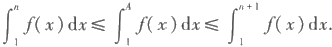 ∫₁ⁿ f(x)dx ≤ ∫₁ᴬ f(x)dx ≤ ∫₁ⁿ⁺¹ f(x)dx.